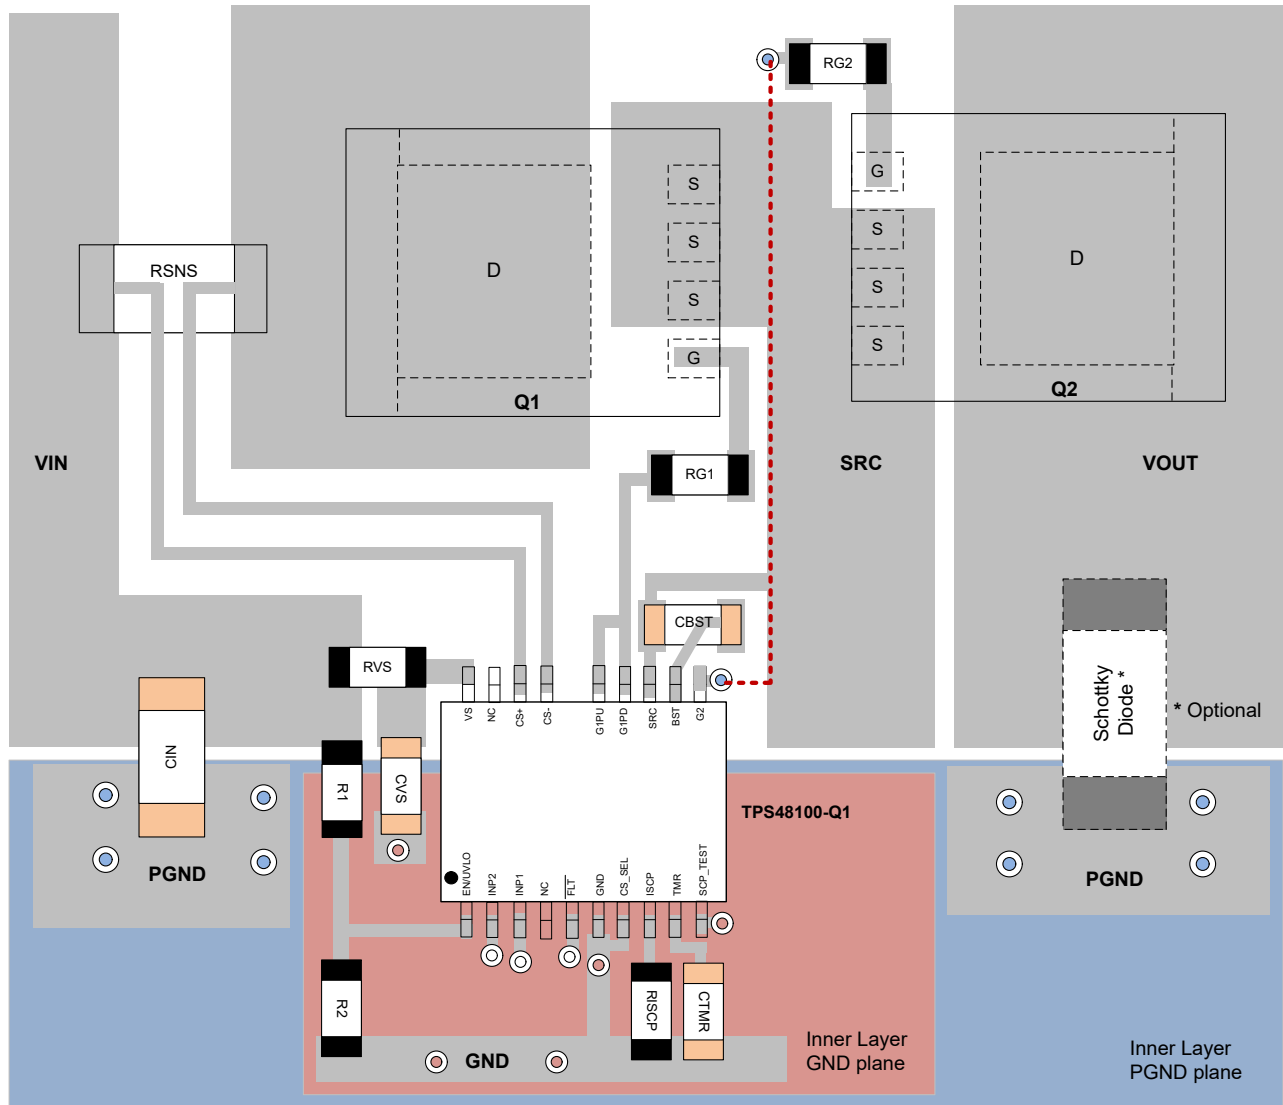 RG2
G
S
S
S
S
RSNS
D
D
S
S
G
S
Q1
Q2
VIN
RG1
SRC
VOUT
CBST
RVS
Schottky
Diode *
* Optional
VS
NC
CS+
CS-
G1PU
G1PD
SRC
BST
G2
CIN
R1
CVS
TPS48100-Q1
PGND
PGND
EN/UVLO
INP2
INP1
NC
FLT
GND
CS_SEL
ISCP
TMR
SCP_TEST
R2
RISCP
CTMR
GND
Inner Layer
GND plane
Inner Layer
PGND plane